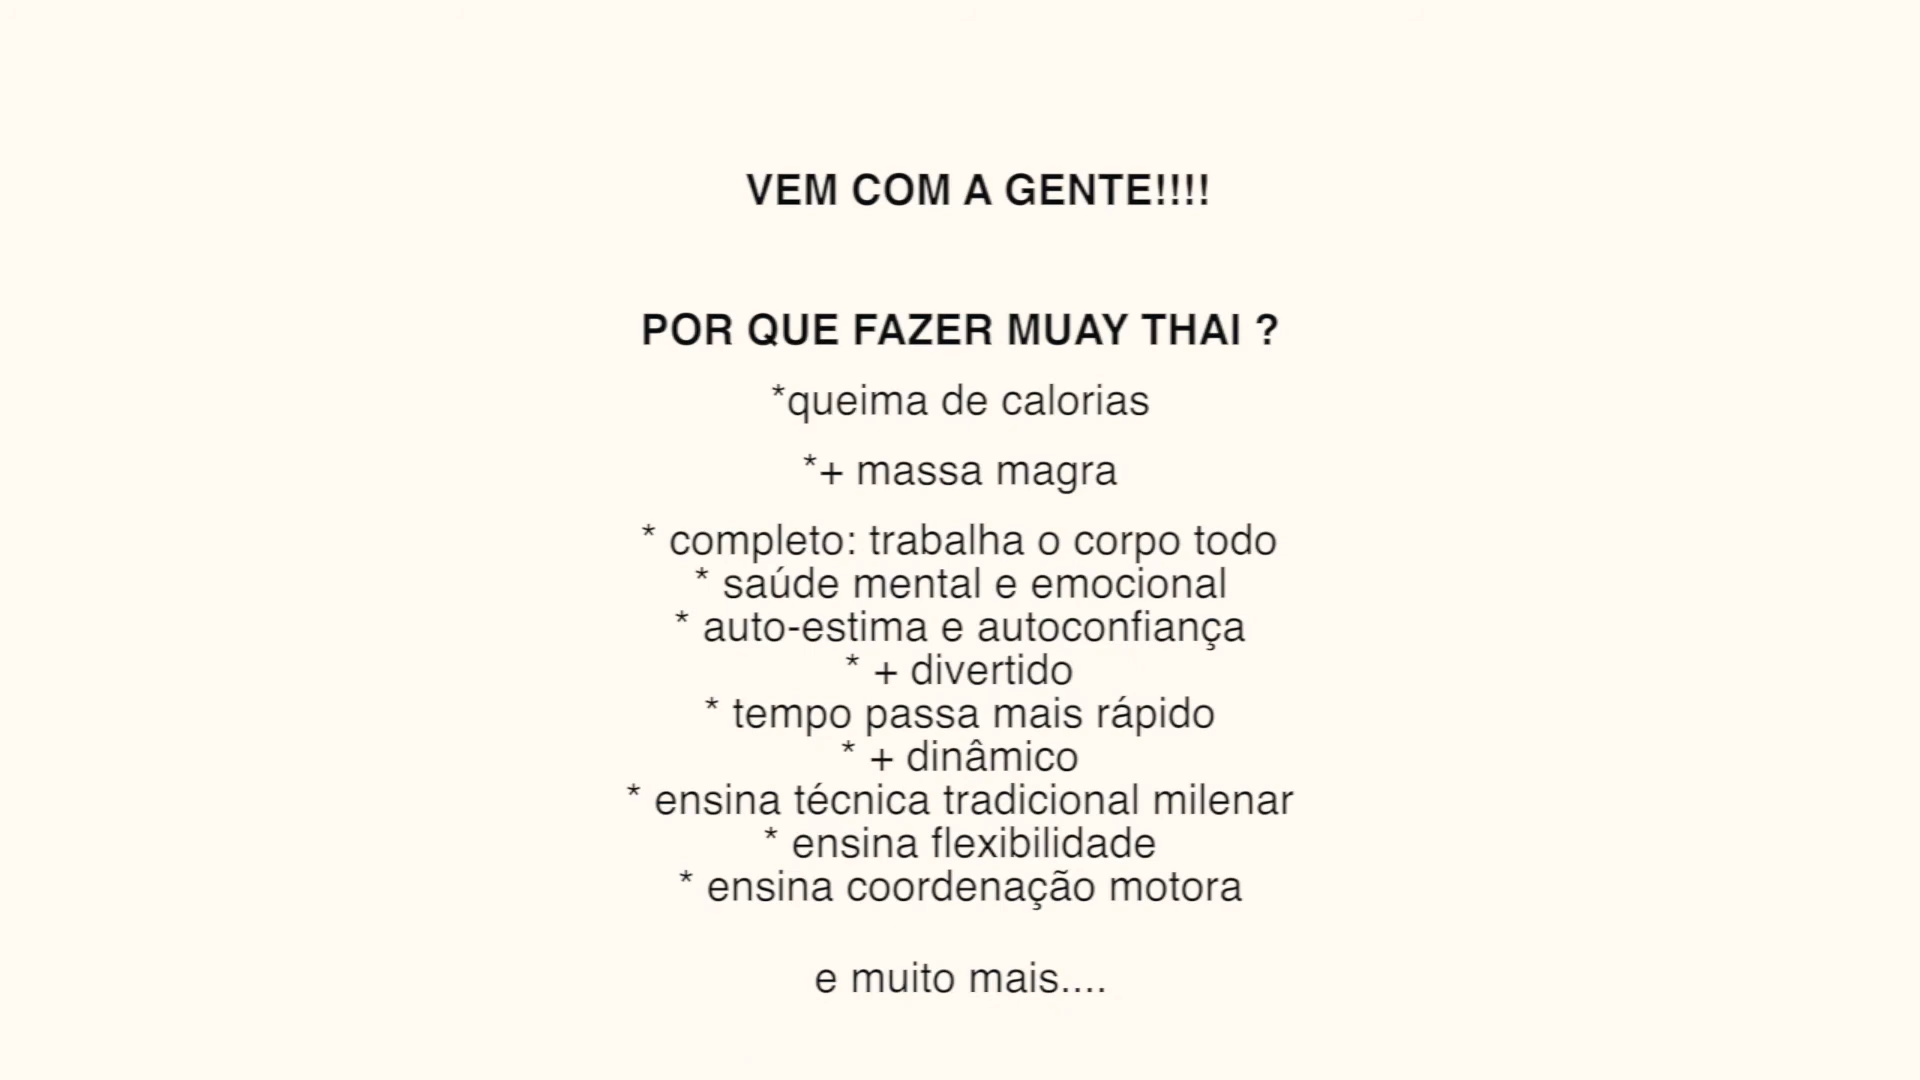 VEM COM A GENTE!!!!
POR QUE FAZER MUAY THAI ?
*queima de calorias
*+ massa magra
* completo: trabalha o corpo todo
* saúde mental e emocional
* auto-estima e autoconfiança
* + divertido
* tempo passa mais rápido
* + dinâmico
* ensina técnica tradicional milenar
* ensina flexibilidade
* ensina coordenação motora
e muito mais....